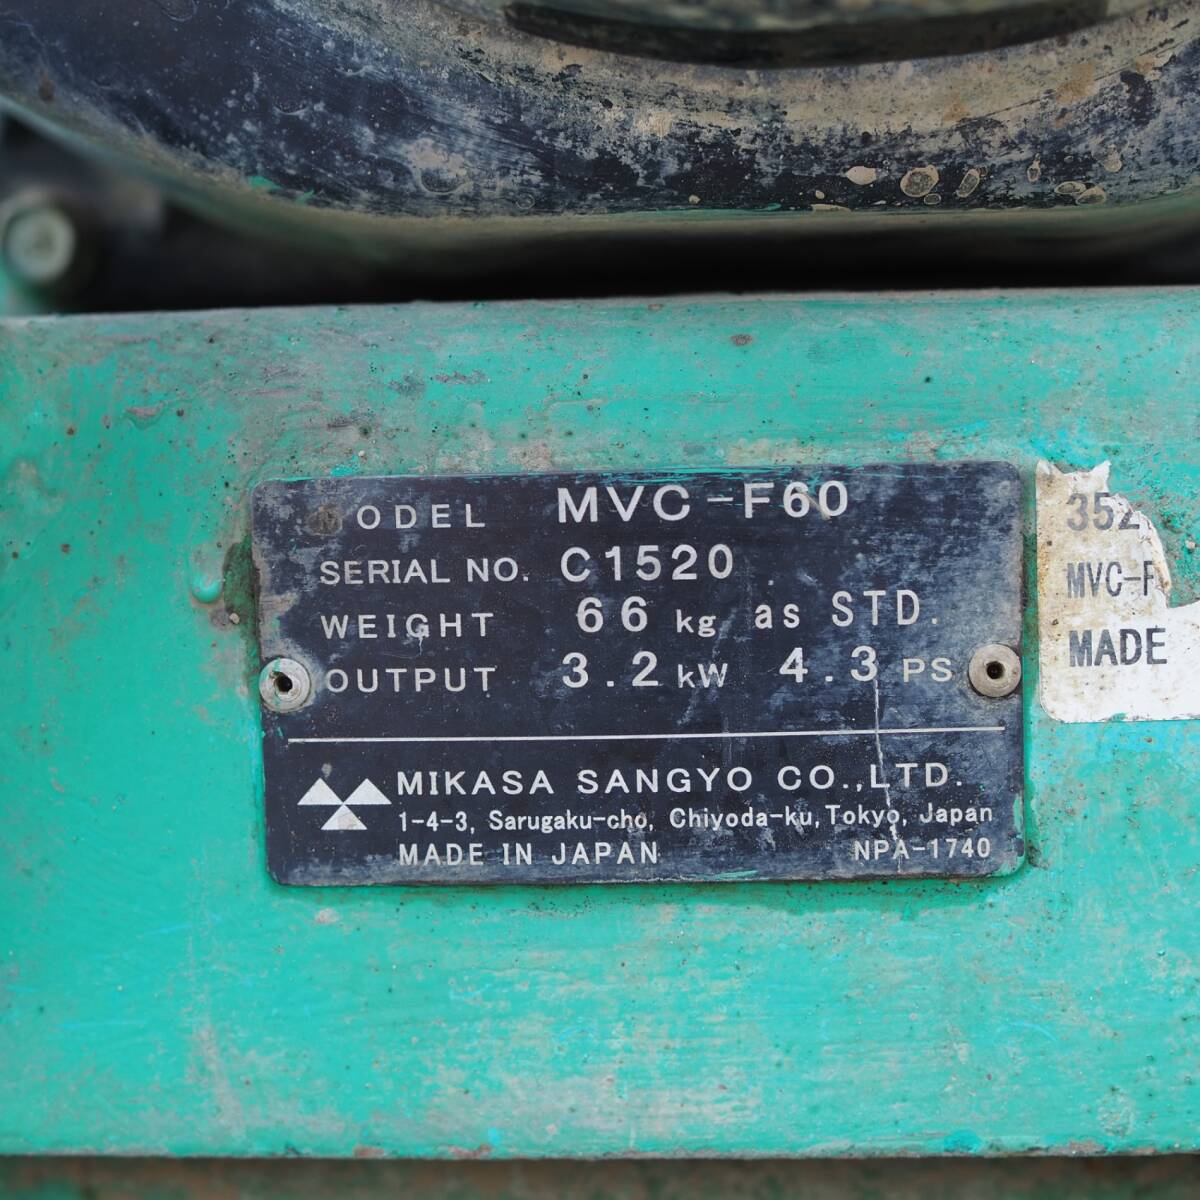 MODEL MVC-F60
SERIAL NO. C1520
WEIGHT 66 kg as STD.
OUTPUT 3.2 kW 4.3 PS
MIKASA SANGYO CO.,LTD.
1-4-3, Sarugaku-cho, Chiyoda-ku, Tokyo, Japan
MADE IN JAPAN NPA-1740
352
MVC-F
MADE